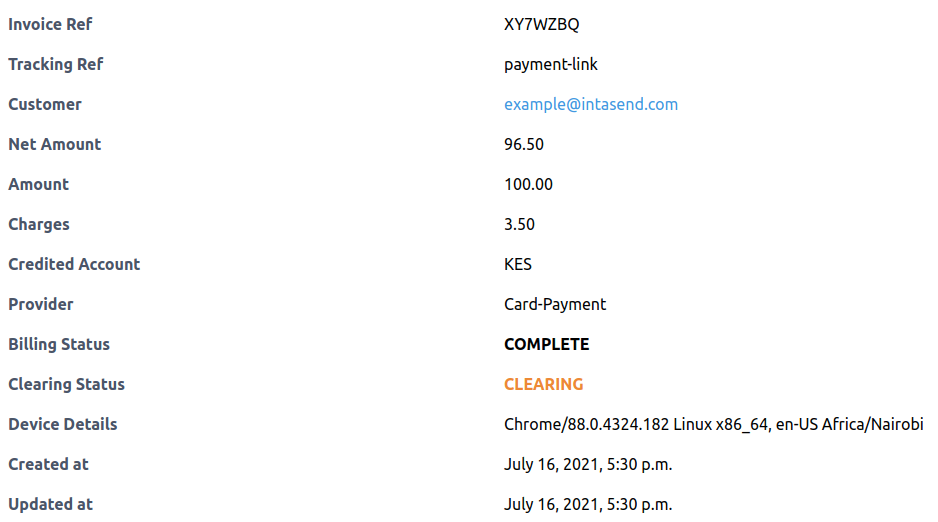 Invoice Ref XY7WZBQ
Tracking Ref payment-link
Customer example@intasend.com
Net Amount 96.50
Amount 100.00
Charges 3.50
Credited Account KES
Provider Card-Payment
Billing Status COMPLETE
Clearing Status CLEARING
Device Details Chrome/88.0.4324.182 Linux x86_64, en-US Africa/Nairobi
Created at July 16, 2021, 5:30 p.m.
Updated at July 16, 2021, 5:30 p.m.